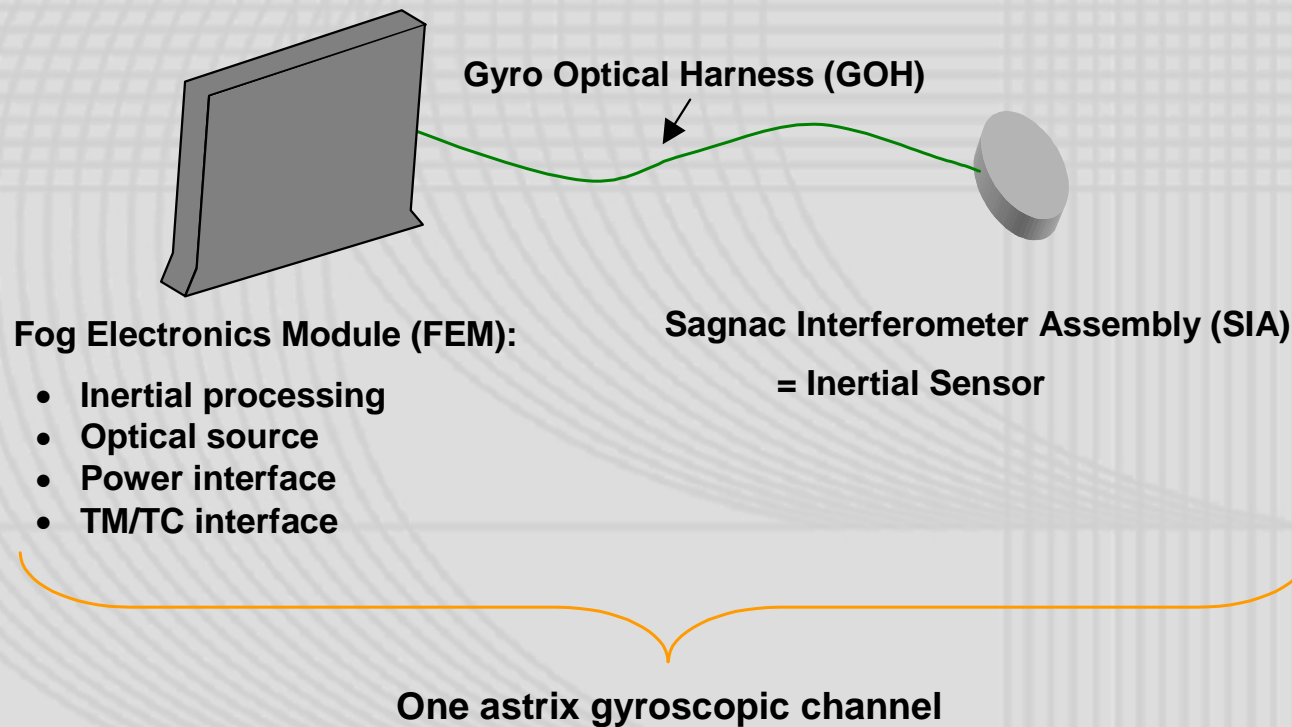 Gyro Optical Harness (GOH)
Fog Electronics Module (FEM):
• Inertial processing
• Optical source
• Power interface
• TM/TC interface
Sagnac Interferometer Assembly (SIA)
= Inertial Sensor
One astrix gyroscopic channel